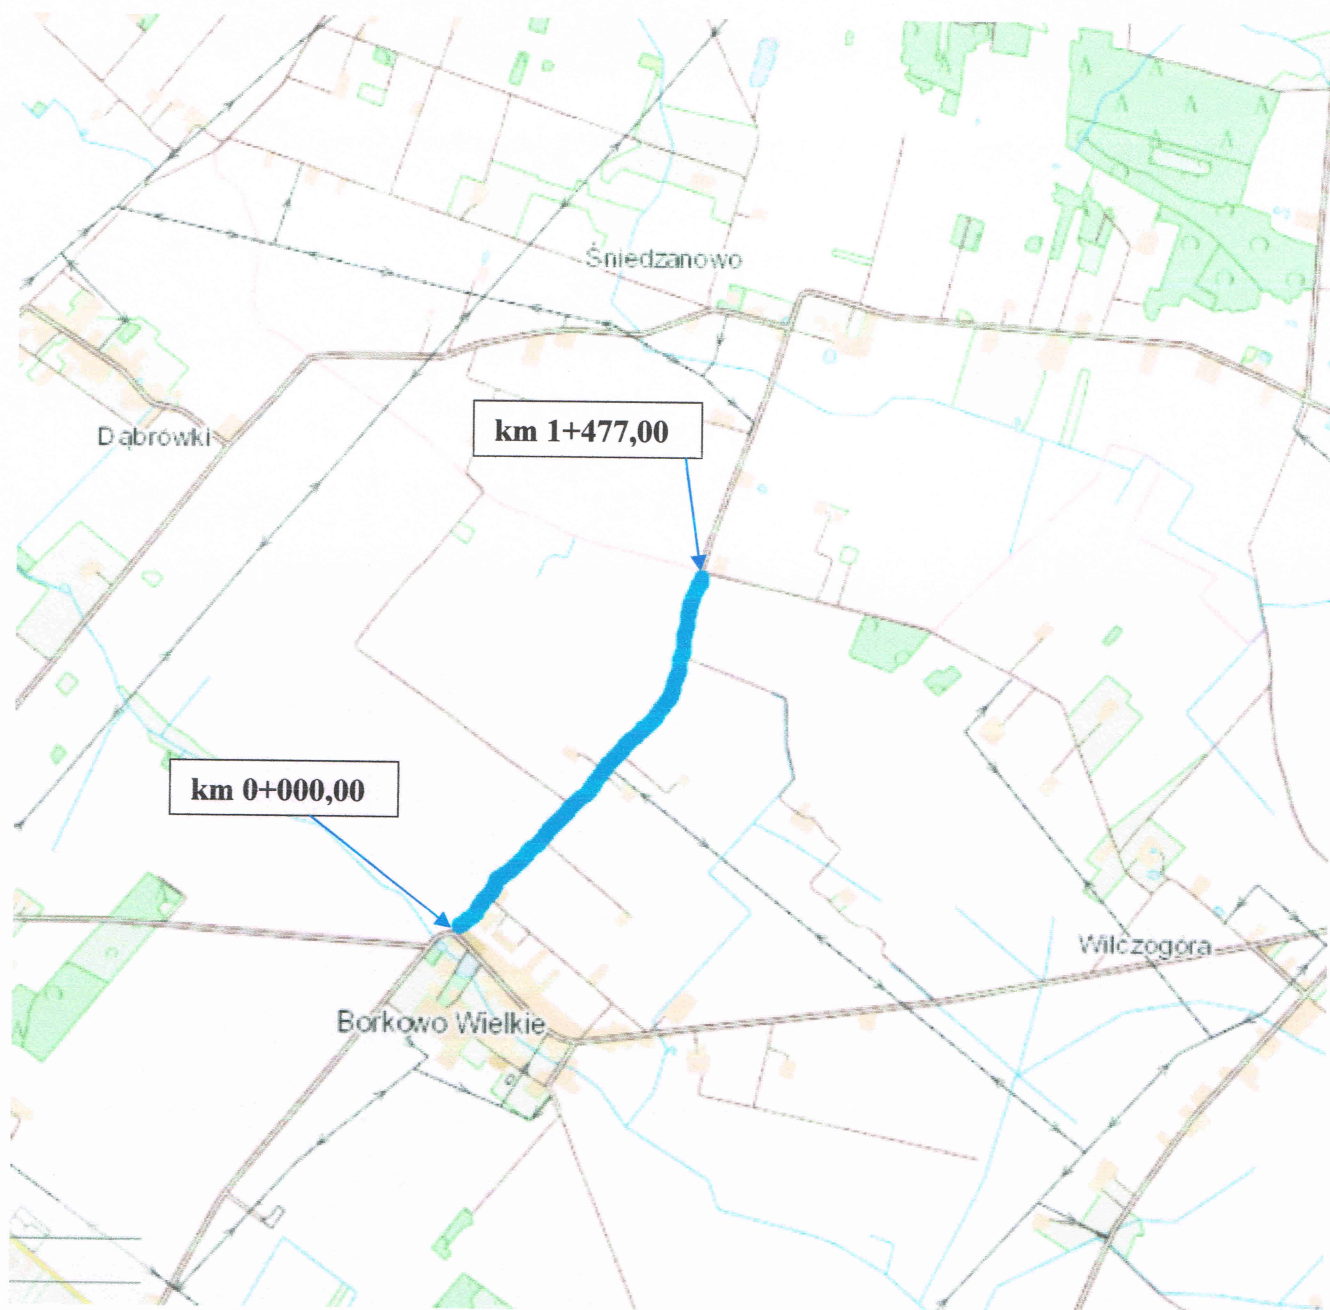 Śniedzanowo
Dąbrówki
km 1+477,00
km 0+000,00
Wilczogóra
Borkowo Wielkie